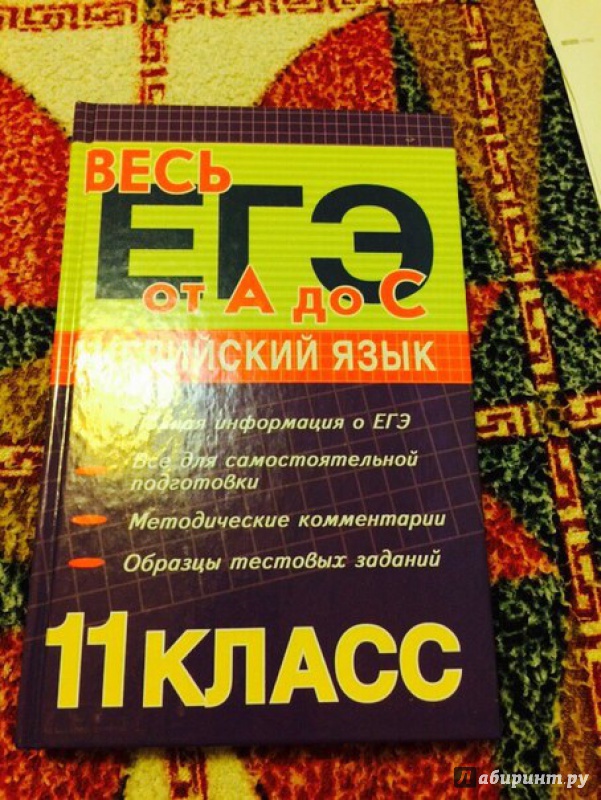 ВЕСЬ
ЕГЭ
от А до С
АНГЛИЙСКИЙ ЯЗЫК
информация о ЕГЭ
Все для самостоятельной
подготовки
Методические комментарии
Образцы тестовых заданий
11 КЛАСС
Лабиринт.ру